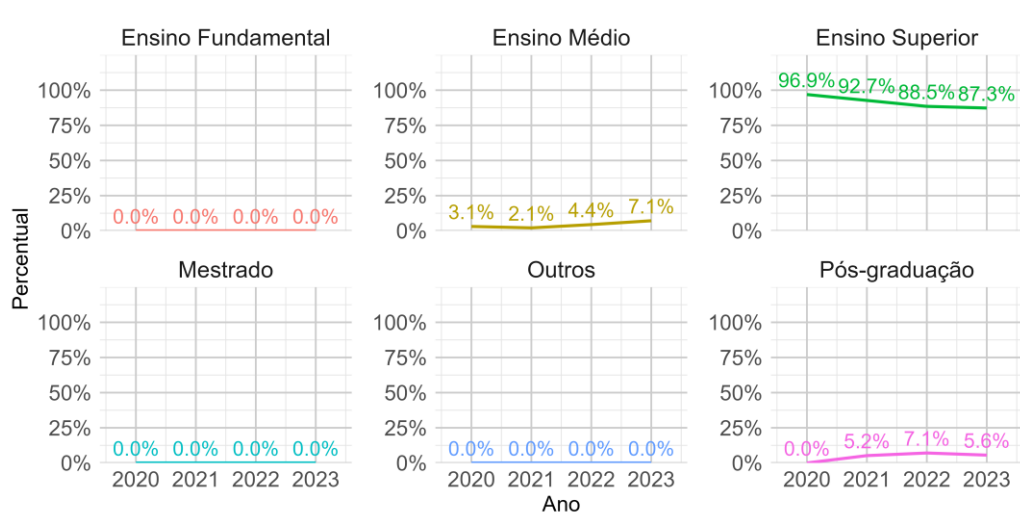 Ensino Fundamental
Ensino Médio
Ensino Superior
100%
75%
50%
25%
0%
0.0% 0.0% 0.0% 0.0%
100%
75%
50%
25%
0%
3.1% 2.1% 4.4% 7.1%
100%
75%
50%
25%
0%
96.9% 92.7% 88.5% 87.3%
Percentual
Mestrado
Outros
Pós-graduação
100%
75%
50%
25%
0%
0.0% 0.0% 0.0% 0.0%
2020 2021 2022 2023
100%
75%
50%
25%
0%
0.0% 0.0% 0.0% 0.0%
2020 2021 2022 2023
100%
75%
50%
25%
0%
0.0% 5.2% 7.1% 5.6%
2020 2021 2022 2023
Ano